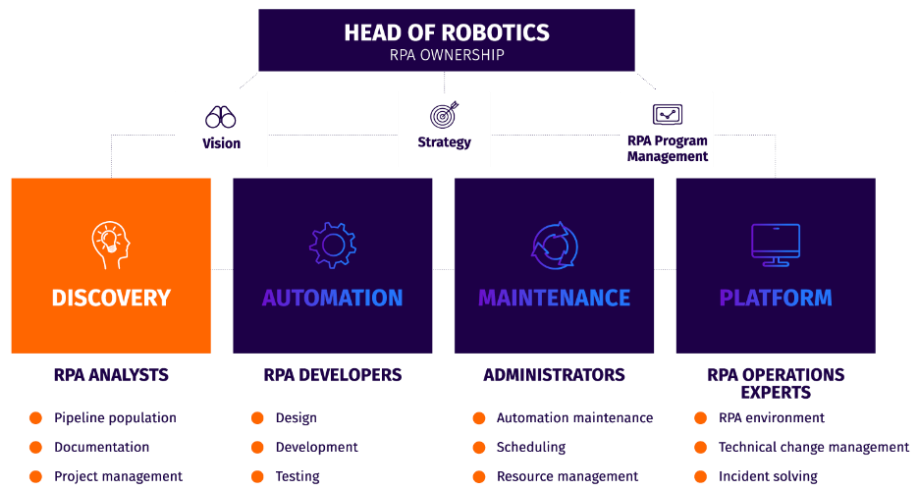 HEAD OF ROBOTICS
RPA OWNERSHIP
Vision
Strategy
RPA Program
Management
DISCOVERY
AUTOMATION
MAINTENANCE
PLATFORM
RPA ANALYSTS
Pipeline population
Documentation
Project management
RPA DEVELOPERS
Design
Development
Testing
ADMINISTRATORS
Automation maintenance
Scheduling
Resource management
RPA OPERATIONS
EXPERTS
RPA environment
Technical change management
Incident solving